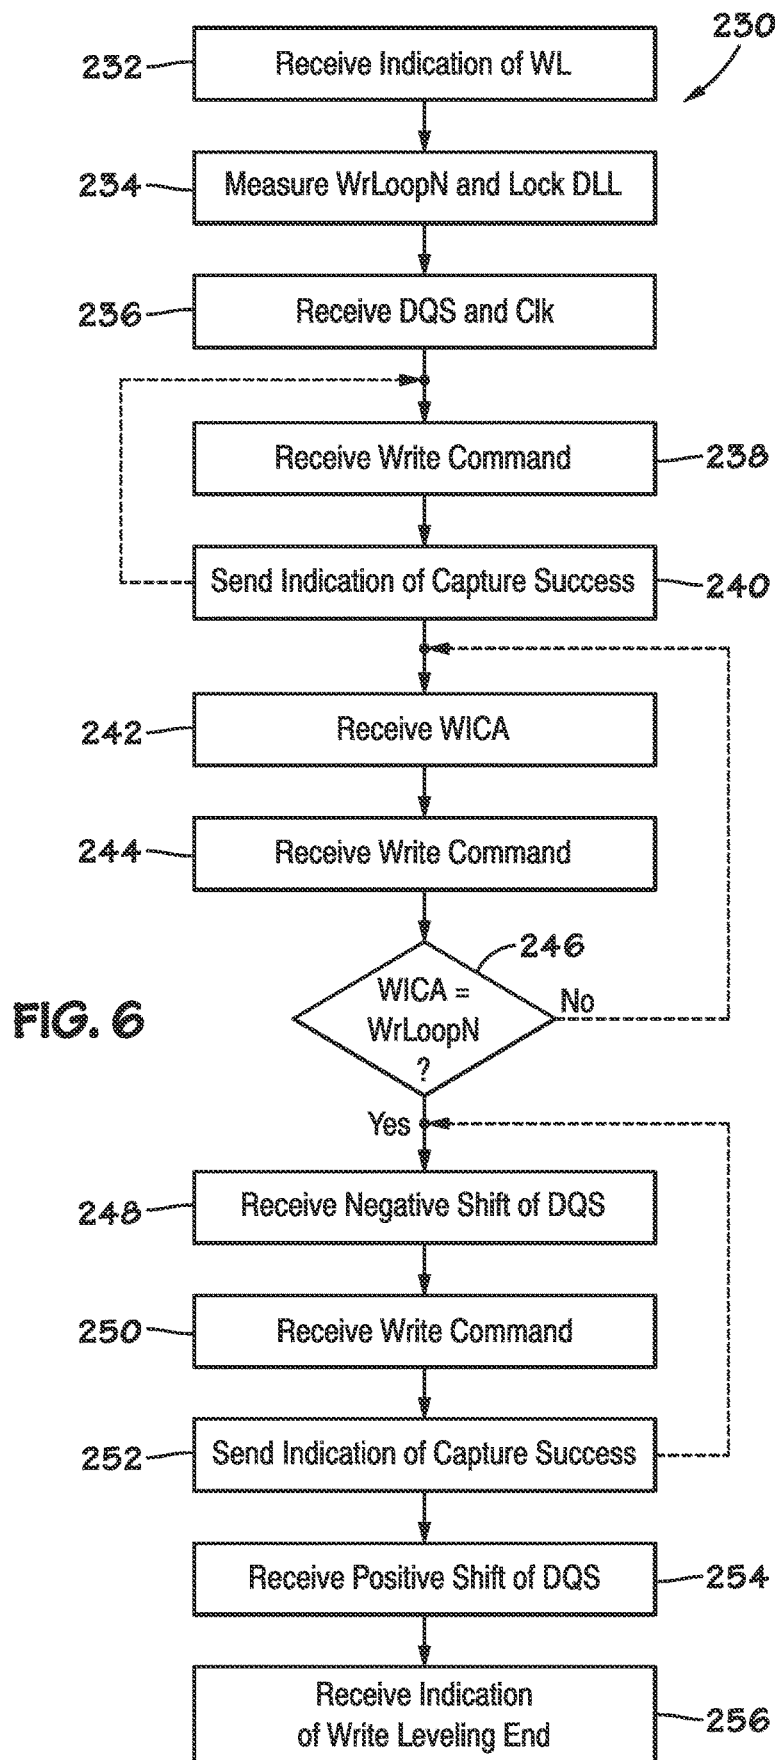 230
232
Receive Indication of WL
234
Measure WrLoopN and Lock DLL
236
Receive DQS and Clk
Receive Write Command
238
Send Indication of Capture Success
240
242
Receive WICA
244
Receive Write Command
246
WICA =
WrLoopN
?
No
FIG. 6
Yes
248
Receive Negative Shift of DQS
250
Receive Write Command
252
Send Indication of Capture Success
Receive Positive Shift of DQS
254
Receive Indication
of Write Leveling End
256